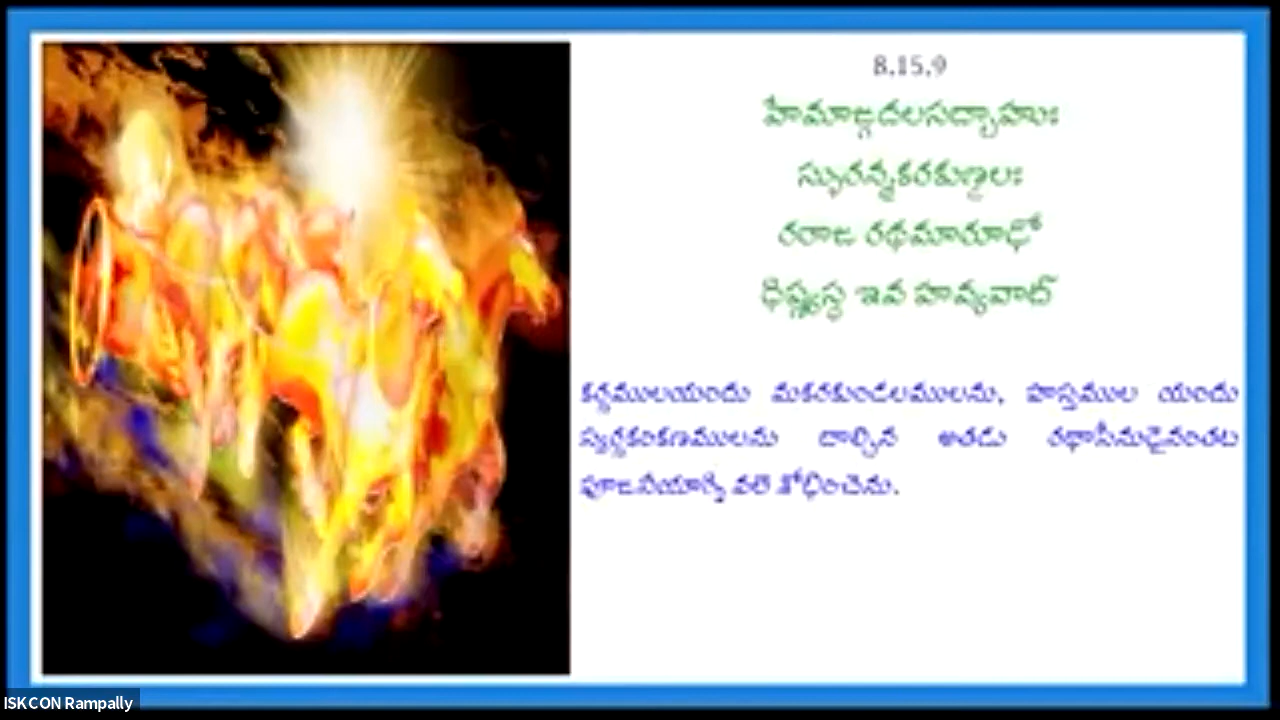 8.15.9
హేమాఙ్గదలసద్బాహుః
స్ఫురన్మకరకుణ్డలః
రరాజ రథమారూఢో
ధిష్ణ్యస్థ ఇవ హవ్యవాట్
కర్ణములయందు మకరకుండలములను, హస్తముల యందు
స్వర్ణకంకణములను దాల్చిన అతడు రథాసీనుడైనంతట
పూజనీయాగ్ని వలె శోభించెను.
ISKCON Rampally